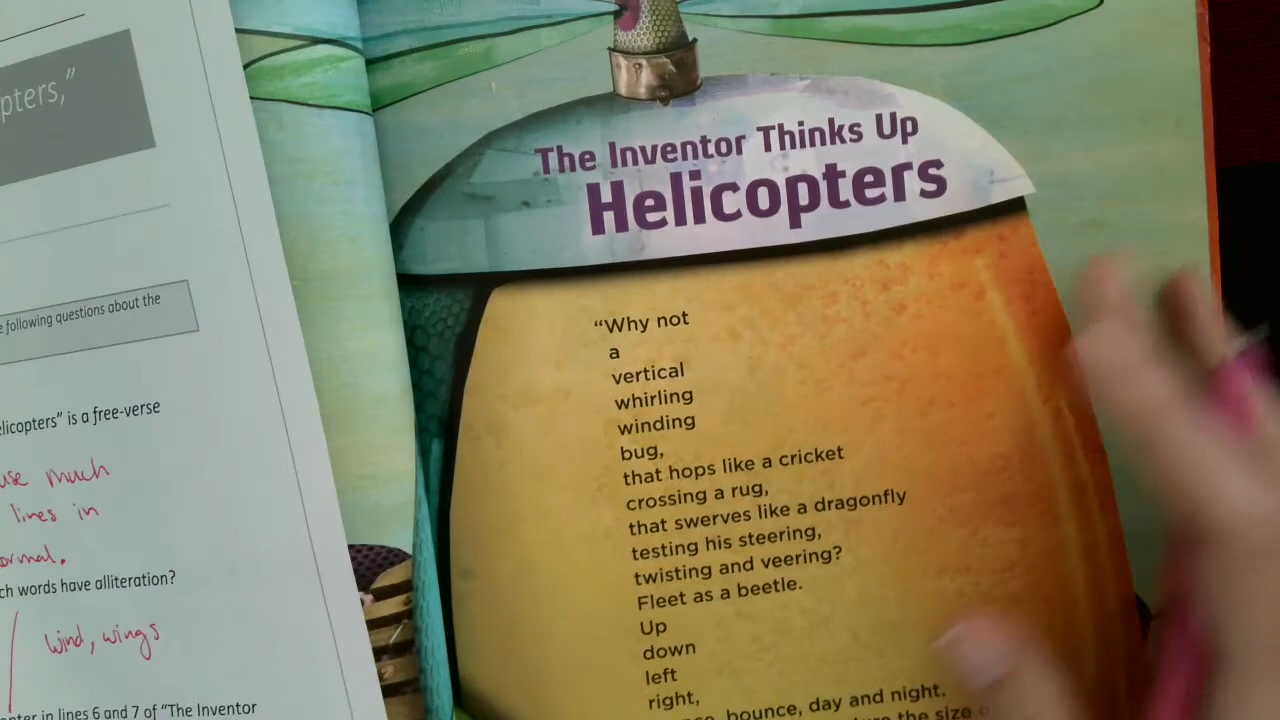 pters,”
following questions about the
elicopters” is a free-verse
use much
lines in
ormal.
ch words have alliteration?
wind, wings
in lines 6 and 7 of “The Inventor
The Inventor Thinks Up
Helicopters
“Why not
a
vertical
whirling
winding
bug,
that hops like a cricket
crossing a rug,
that swerves like a dragonfly
testing his steering,
twisting and veering?
Fleet as a beetle.
Up
down
left
right,
bounce, day and night.
the size